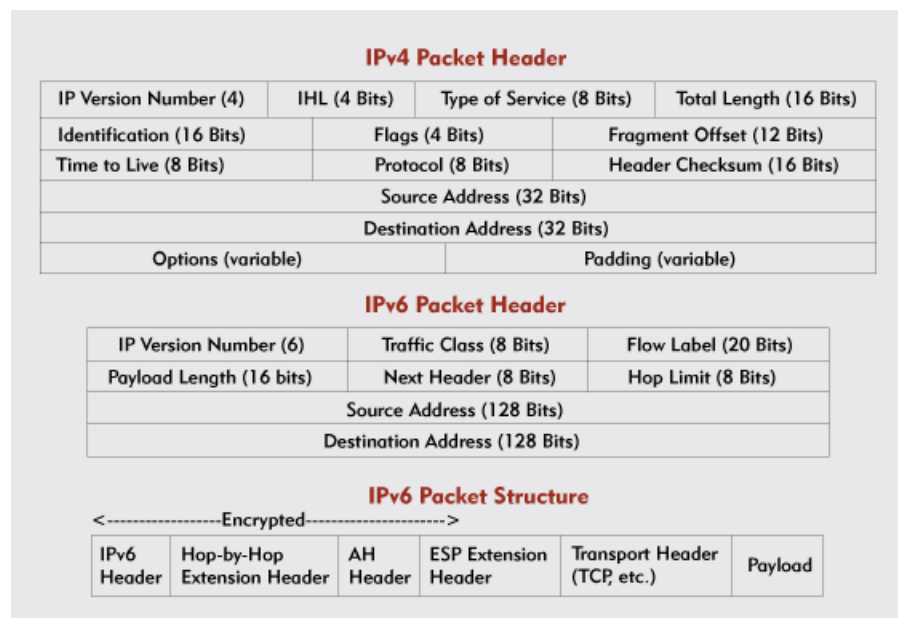 IPv4 Packet Header
IP Version Number (4) IHL (4 Bits) Type of Service (8 Bits) Total Length (16 Bits)
Identification (16 Bits) Flags (4 Bits) Fragment Offset (12 Bits)
Time to Live (8 Bits) Protocol (8 Bits) Header Checksum (16 Bits)
Source Address (32 Bits)
Destination Address (32 Bits)
Options (variable) Padding (variable)
IPv6 Packet Header
IP Version Number (6) Traffic Class (8 Bits) Flow Label (20 Bits)
Payload Length (16 bits) Next Header (8 Bits) Hop Limit (8 Bits)
Source Address (128 Bits)
Destination Address (128 Bits)
IPv6 Packet Structure
<------------------Encrypted---------------------->
IPv6 Header
Hop-by-Hop Extension Header
AH Header
ESP Extension Header
Transport Header (TCP, etc.)
Payload